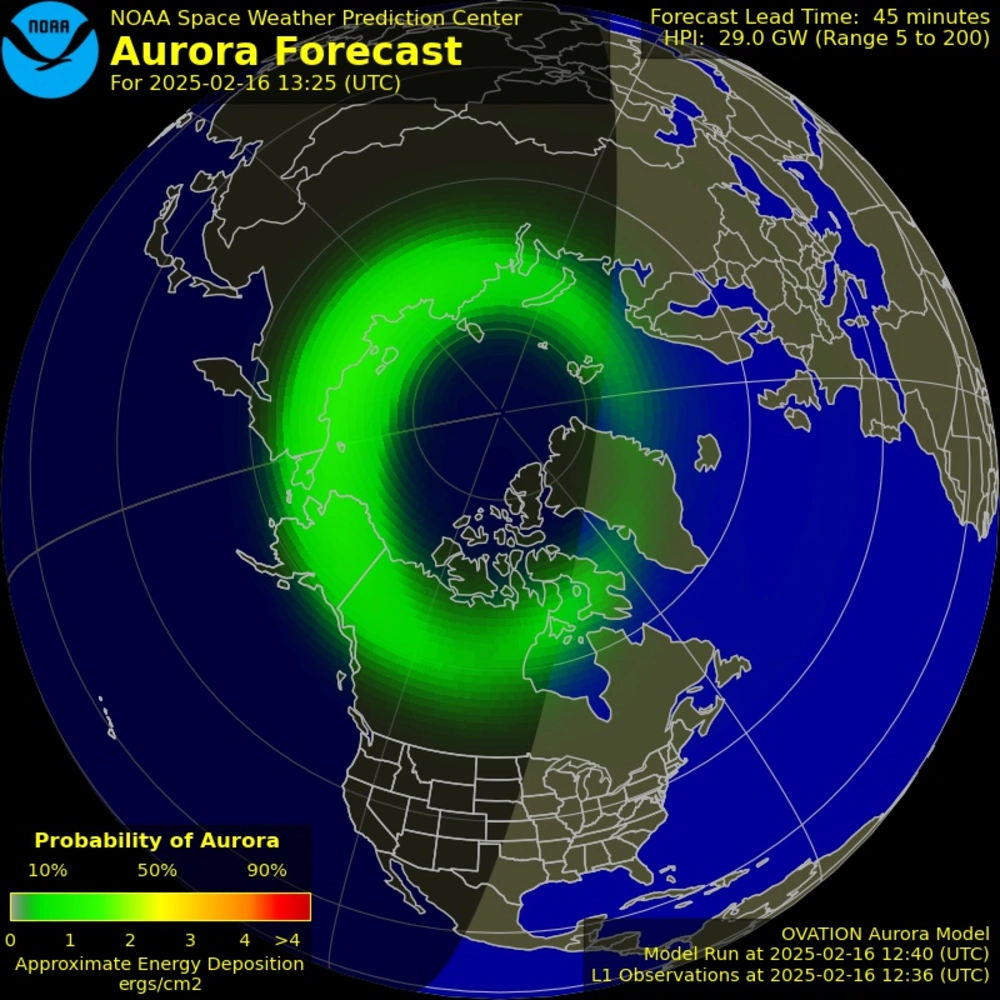 NOAA
NOAA Space Weather Prediction Center
Aurora Forecast
For 2025-02-16 13:25 (UTC)
Forecast Lead Time: 45 minutes
HPI: 29.0 GW (Range 5 to 200)
Probability of Aurora
10% 50% 90%
0 1 2 3 4 >4
Approximate Energy Deposition
ergs/cm2
OVATION Aurora Model
Model Run at 2025-02-16 12:40 (UTC)
L1 Observations at 2025-02-16 12:36 (UTC)